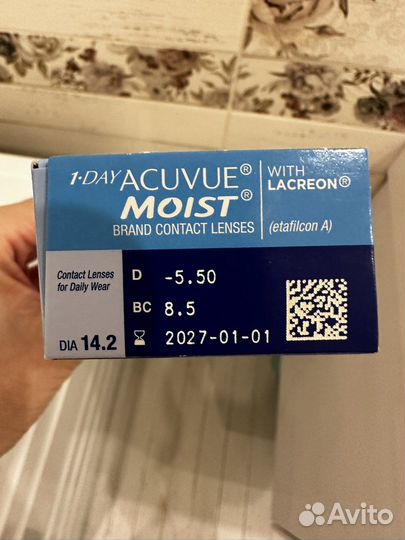 1·DAY ACUVUE®
MOIST®
BRAND CONTACT LENSES
WITH
LACREON®
(etafilcon A)
Contact Lenses
for Daily Wear
DIA 14.2
D -5.50
BC 8.5
2027-01-01
Avito